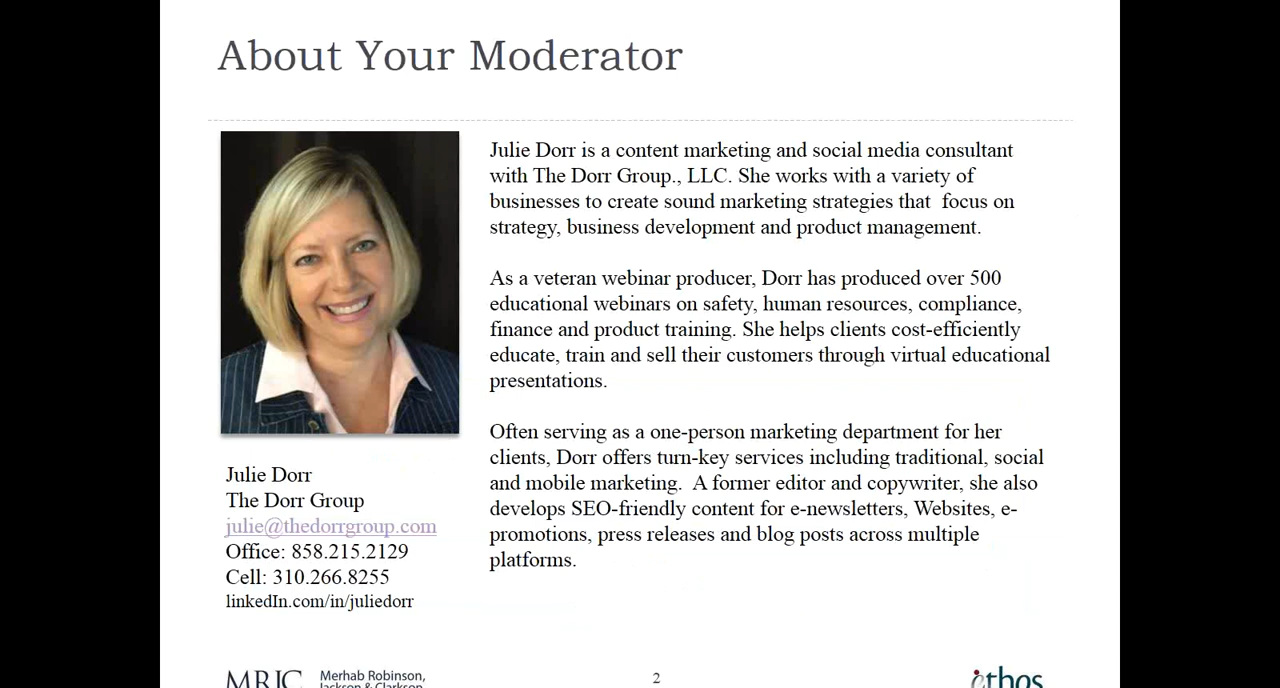 About Your Moderator
Julie Dorr is a content marketing and social media consultant
with The Dorr Group., LLC. She works with a variety of
businesses to create sound marketing strategies that  focus on
strategy, business development and product management.
As a veteran webinar producer, Dorr has produced over 500
educational webinars on safety, human resources, compliance,
finance and product training. She helps clients cost-efficiently
educate, train and sell their customers through virtual educational
presentations.
Often serving as a one-person marketing department for her
clients, Dorr offers turn-key services including traditional, social
and mobile marketing.  A former editor and copywriter, she also
develops SEO-friendly content for e-newsletters, Websites, e-
promotions, press releases and blog posts across multiple
platforms.
Julie Dorr
The Dorr Group
julie@thedorrgroup.com
Office: 858.215.2129
Cell: 310.266.8255
linkedIn.com/in/juliedorr
MRJC
Merhab Robinson,
Jackson & Clarkson
2
ethos